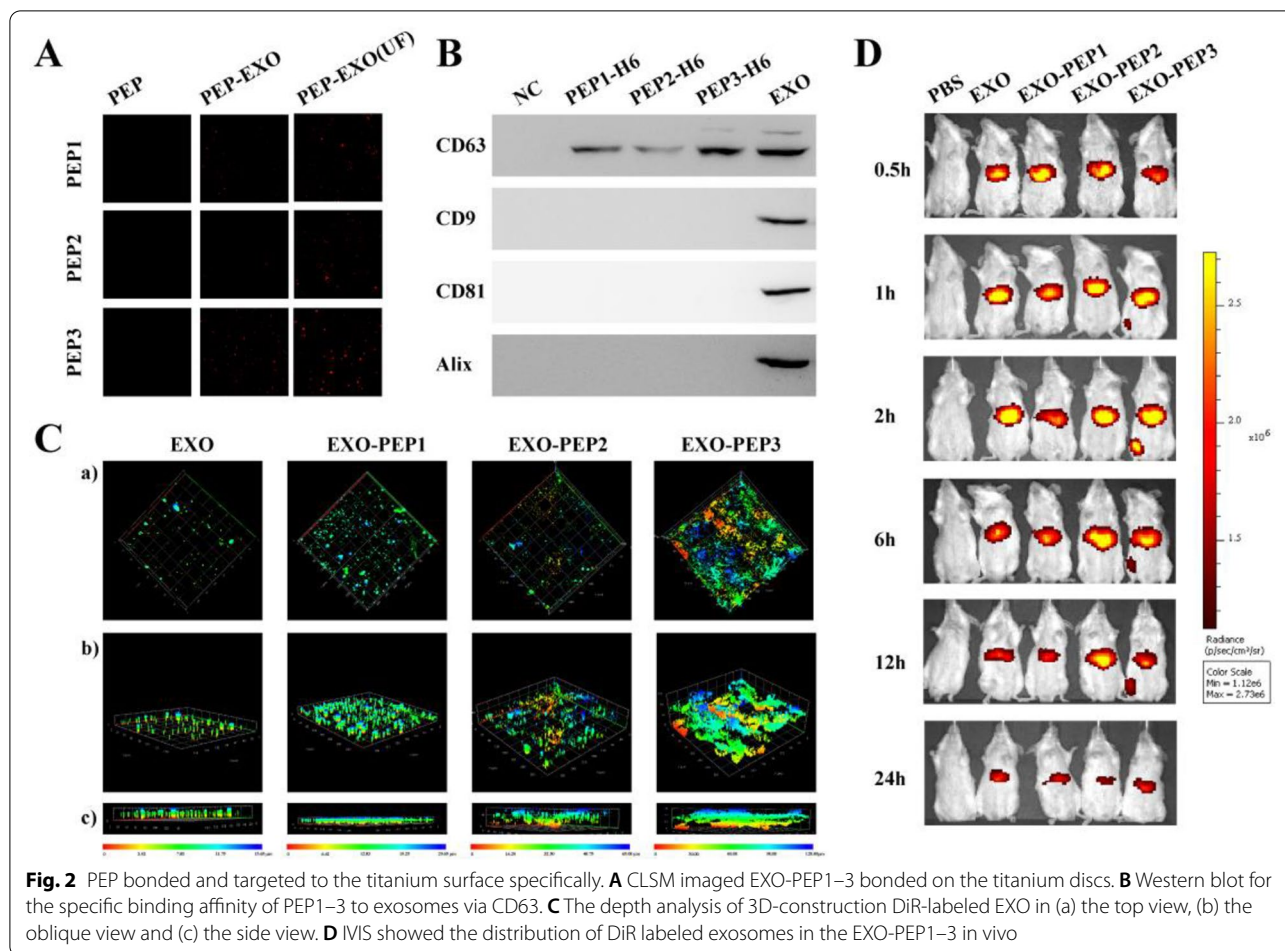 A
PEP
PEP-EXO
PEP-EXO(UF)
PEP1
PEP2
PEP3
B
NC
PEP1-H6
PEP2-H6
PEP3-H6
EXO
CD63
CD9
CD81
Alix
C
EXO
EXO-PEP1
EXO-PEP2
EXO-PEP3
a)
b)
c)
D
PBS
EXO
EXO-PEP1
EXO-PEP2
EXO-PEP3
0.5h
1h
2h
6h
12h
24h
2.5
2.0
x10⁶
1.5
Radiance
(p/sec/cm²/sr)
Color Scale
Min = 1.12e6
Max = 2.73e6
Fig. 2 PEP bonded and targeted to the titanium surface specifically. A CLSM imaged EXO-PEP1–3 bonded on the titanium discs. B Western blot for
the specific binding affinity of PEP1–3 to exosomes via CD63. C The depth analysis of 3D-construction DiR-labeled EXO in (a) the top view, (b) the
oblique view and (c) the side view. D IVIS showed the distribution of DiR labeled exosomes in the EXO-PEP1–3 in vivo